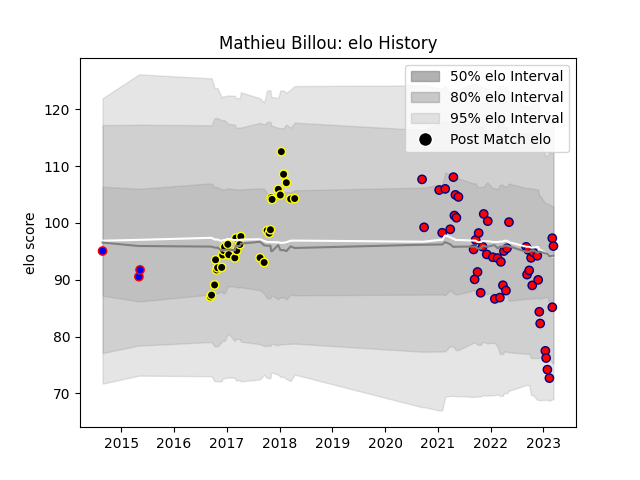 Mathieu Billou: elo History
50% elo Interval
80% elo Interval
95% elo Interval
Post Match elo
elo score
120
110
100
90
80
70
2015
2016
2017
2018
2019
2020
2021
2022
2023